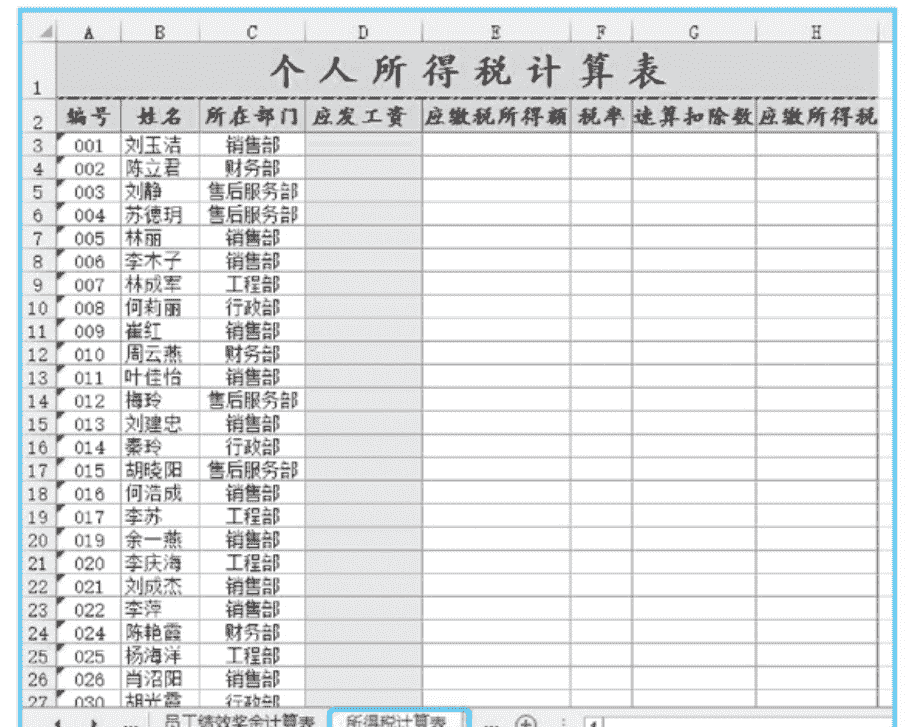 A B C D E F G H
1 个人所得税计算表
2 编号 姓名 所在部门 应发工资 应缴税所得额 税率 速算扣除数 应缴所得税
3 001 刘玉洁 销售部
4 002 陈立君 财务部
5 003 刘静 售后服务部
6 004 苏德玥 售后服务部
7 005 林丽 销售部
8 006 李木子 销售部
9 007 林成军 工程部
10 008 何莉丽 行政部
11 009 崔红 销售部
12 010 周云燕 财务部
13 011 叶佳怡 销售部
14 012 梅玲 售后服务部
15 013 刘建忠 销售部
16 014 秦玲 行政部
17 015 胡晓阳 售后服务部
18 016 何浩成 销售部
19 017 李苏 工程部
20 019 余一燕 销售部
21 020 李庆海 工程部
22 021 刘成杰 销售部
23 022 李萍 销售部
24 024 陈艳霞 财务部
25 025 杨海洋 工程部
26 026 肖沼阳 销售部
27 030 胡光霞 行政部
... 员工绩效奖金计算表 所得税计算表 ...